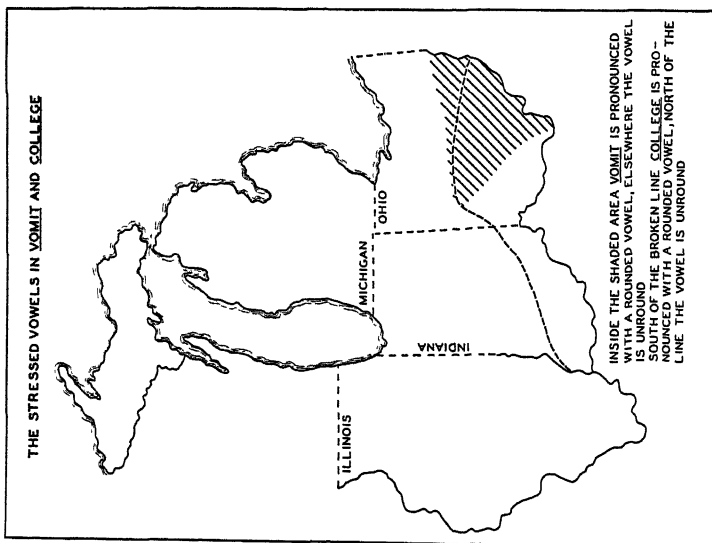 THE STRESSED VOWELS IN VOMIT AND COLLEGE
MICHIGAN
OHIO
INDIANA
ILLINOIS
INSIDE THE SHADED AREA VOMIT IS PRONOUNCED
WITH A ROUNDED VOWEL, ELSEWHERE THE VOWEL
IS UNROUND
SOUTH OF THE BROKEN LINE COLLEGE IS PRO-
NOUNCED WITH A ROUNDED VOWEL, NORTH OF THE
LINE THE VOWEL IS UNROUND